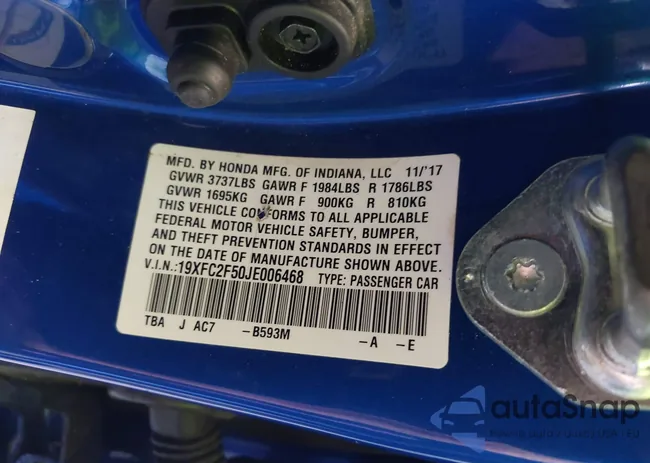 MFD. BY HONDA MFG. OF INDIANA, LLC 11/'17
GVWR 3737LBS GAWR F 1984LBS R 1786LBS
GVWR 1695KG GAWR F 900KG R 810KG
THIS VEHICLE CONFORMS TO ALL APPLICABLE
FEDERAL MOTOR VEHICLE SAFETY, BUMPER,
AND THEFT PREVENTION STANDARDS IN EFFECT
ON THE DATE OF MANUFACTURE SHOWN ABOVE.
V.I.N.:19XFC2F50JE006468 TYPE: PASSENGER CAR
TBA J AC7 -B593M -A -E
autaSnap